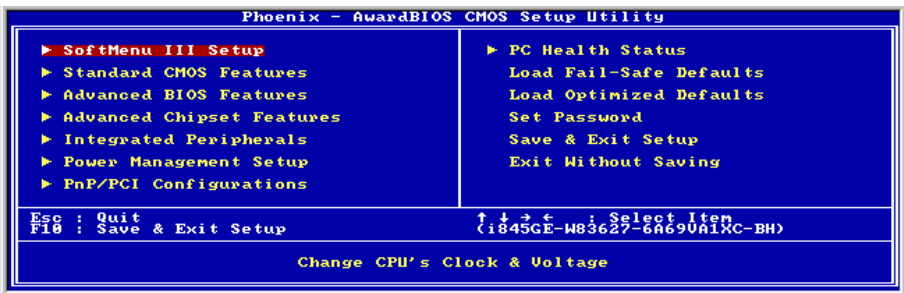 Phoenix - AwardBIOS CMOS Setup Utility
► SoftMenu III Setup
► Standard CMOS Features
► Advanced BIOS Features
► Advanced Chipset Features
► Integrated Peripherals
► Power Management Setup
► PnP/PCI Configurations
► PC Health Status
Load Fail-Safe Defaults
Load Optimized Defaults
Set Password
Save & Exit Setup
Exit Without Saving
Esc : Quit
F10 : Save & Exit Setup
↑ ↓ → ← : Select Item
(i845GE-W83627-6A69VA1XC-BH)
Change CPU's Clock & Voltage